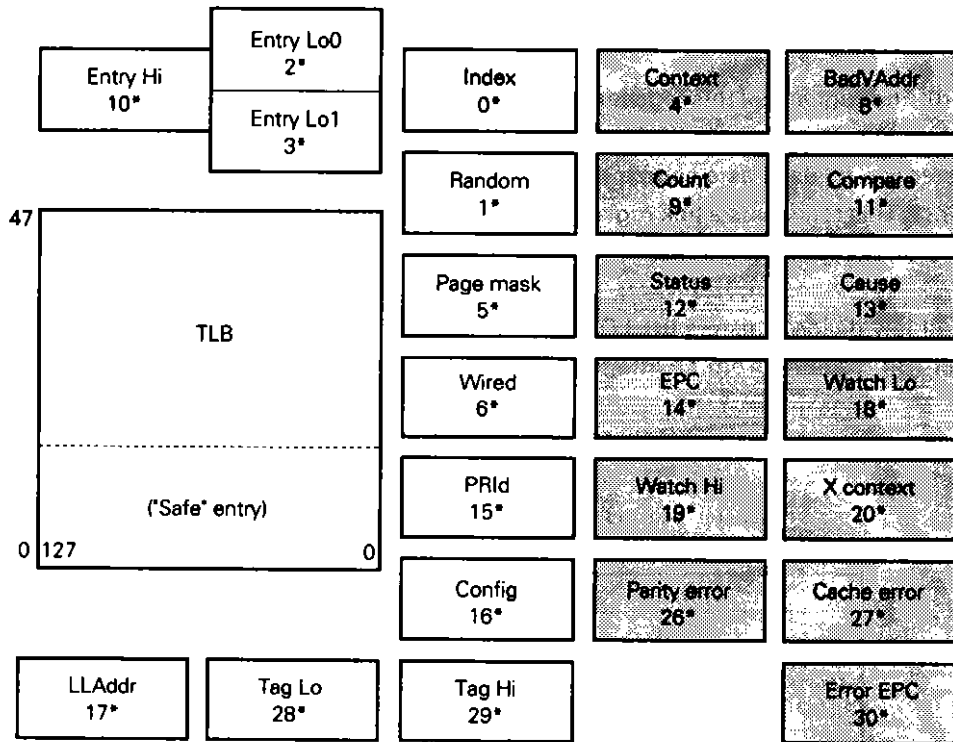 Entry Hi
10*
Entry Lo0
2*
Entry Lo1
3*
Index
0*
Context
4*
BadVAddr
8*
Random
1*
Count
9*
Compare
11*
47
TLB
("Safe" entry)
0
127
0
Page mask
5*
Status
12*
Cause
13*
Wired
6*
EPC
14*
Watch Lo
18*
PRId
15*
Watch Hi
19*
X context
20*
Config
16*
Parity error
26*
Cache error
27*
LLAddr
17*
Tag Lo
28*
Tag Hi
29*
Error EPC
30*